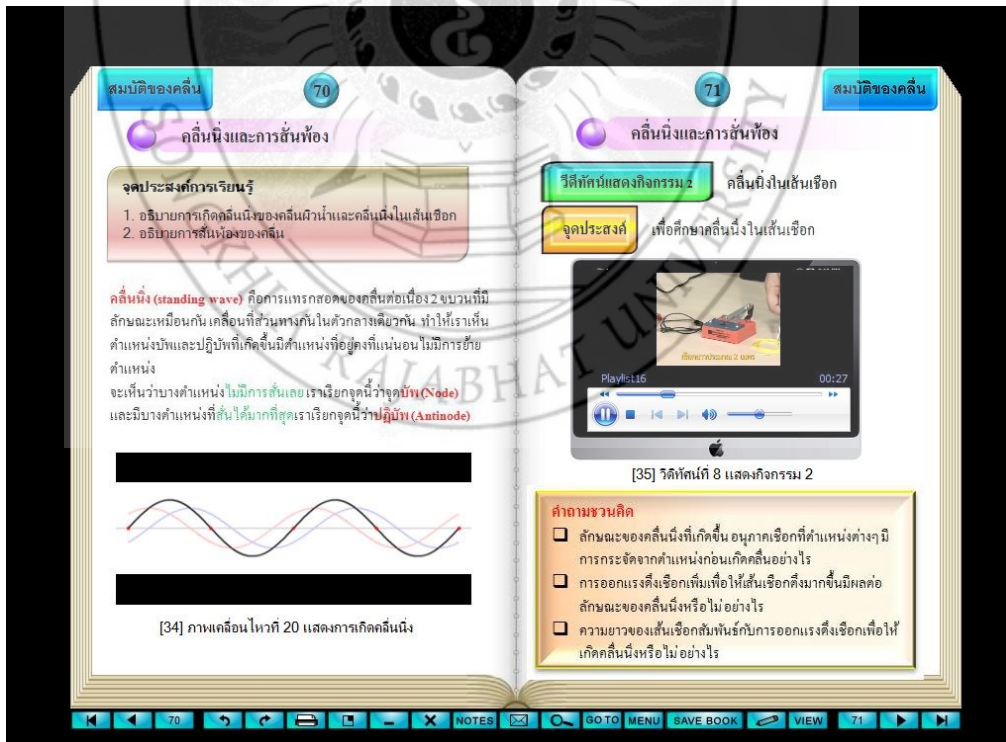 สมบัติของคลื่น
70
คลื่นนิ่งและการสั่นพ้อง
จุดประสงค์การเรียนรู้
1. อธิบายการเกิดคลื่นนิ่งของคลื่นผิวน้ำและคลื่นนิ่งในเส้นเชือก
2. อธิบายการสั่นพ้องของคลื่น
คลื่นนิ่ง (standing wave) คือการแทรกสอดของคลื่นต่อเนื่อง 2 ขบวนที่มี
ลักษณะเหมือนกัน เคลื่อนที่สวนทางกันในตัวกลางเดียวกัน ทำให้เราเห็น
ตำแหน่งบัพและปฏิบัพที่เกิดขึ้นมีตำแหน่งที่อยู่คงที่แน่นอน ไม่มีการย้าย
ตำแหน่ง
จะเห็นว่าบางตำแหน่งไม่มีการสั่นเลย เราเรียกจุดนี้ว่าจุดบัพ (Node)
และมีบางตำแหน่งที่สั่นได้มากที่สุดเราเรียกจุดนี้ว่าปฏิบัพ (Antinode)
[34] ภาพเคลื่อนไหวที่ 20 แสดงการเกิดคลื่นนิ่ง
71
สมบัติของคลื่น
คลื่นนิ่งและการสั่นพ้อง
วีดิทัศน์แสดงกิจกรรม 2 คลื่นนิ่งในเส้นเชือก
จุดประสงค์ เพื่อศึกษาคลื่นนิ่งในเส้นเชือก
เชือกยาวประมาณ 2 เมตร
Playlist16 00:27
[35] วิดีทัศน์ที่ 8 แสดงกิจกรรม 2
คำถามชวนคิด
ลักษณะของคลื่นนิ่งที่เกิดขึ้น อนุภาคเชือกที่ตำแหน่งต่างๆ มี
การกระจัดจากตำแหน่งก่อนเกิดคลื่นอย่างไร
การออกแรงดึงเชือกเพิ่มเพื่อให้เส้นเชือกตึงมากขึ้นมีผลต่อ
ลักษณะของคลื่นนิ่งหรือไม่ อย่างไร
ความยาวของเส้นเชือกสัมพันธ์กับการออกแรงดึงเชือกเพื่อให้
เกิดคลื่นนิ่งหรือไม่ อย่างไร
70 NOTES GO TO MENU SAVE BOOK VIEW 71
SONGKHLA RAJABHAT UNIVERSITY